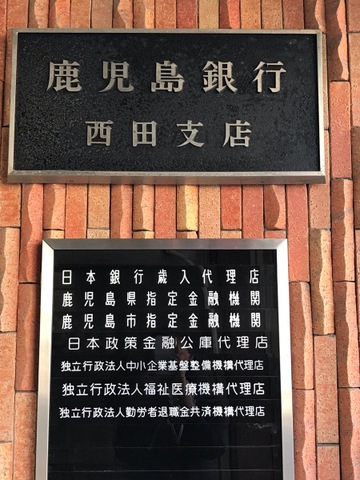 鹿児島銀行
西田支店
日本銀行歳入代理店
鹿児島県指定金融機関
鹿児島市指定金融機関
日本政策金融公庫代理店
独立行政法人中小企業基盤整備機構代理店
独立行政法人福祉医療機構代理店
独立行政法人勤労者退職金共済機構代理店